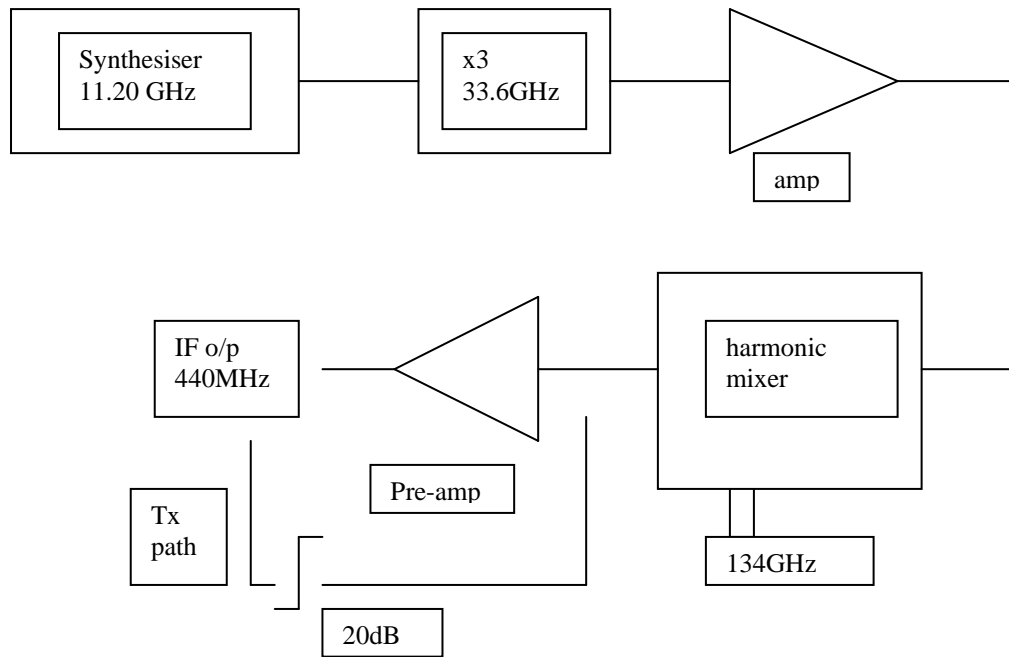 Synthesiser
11.20 GHz
x3
33.6GHz
amp
IF o/p
440MHz
harmonic
mixer
Pre-amp
Tx
path
134GHz
20dB